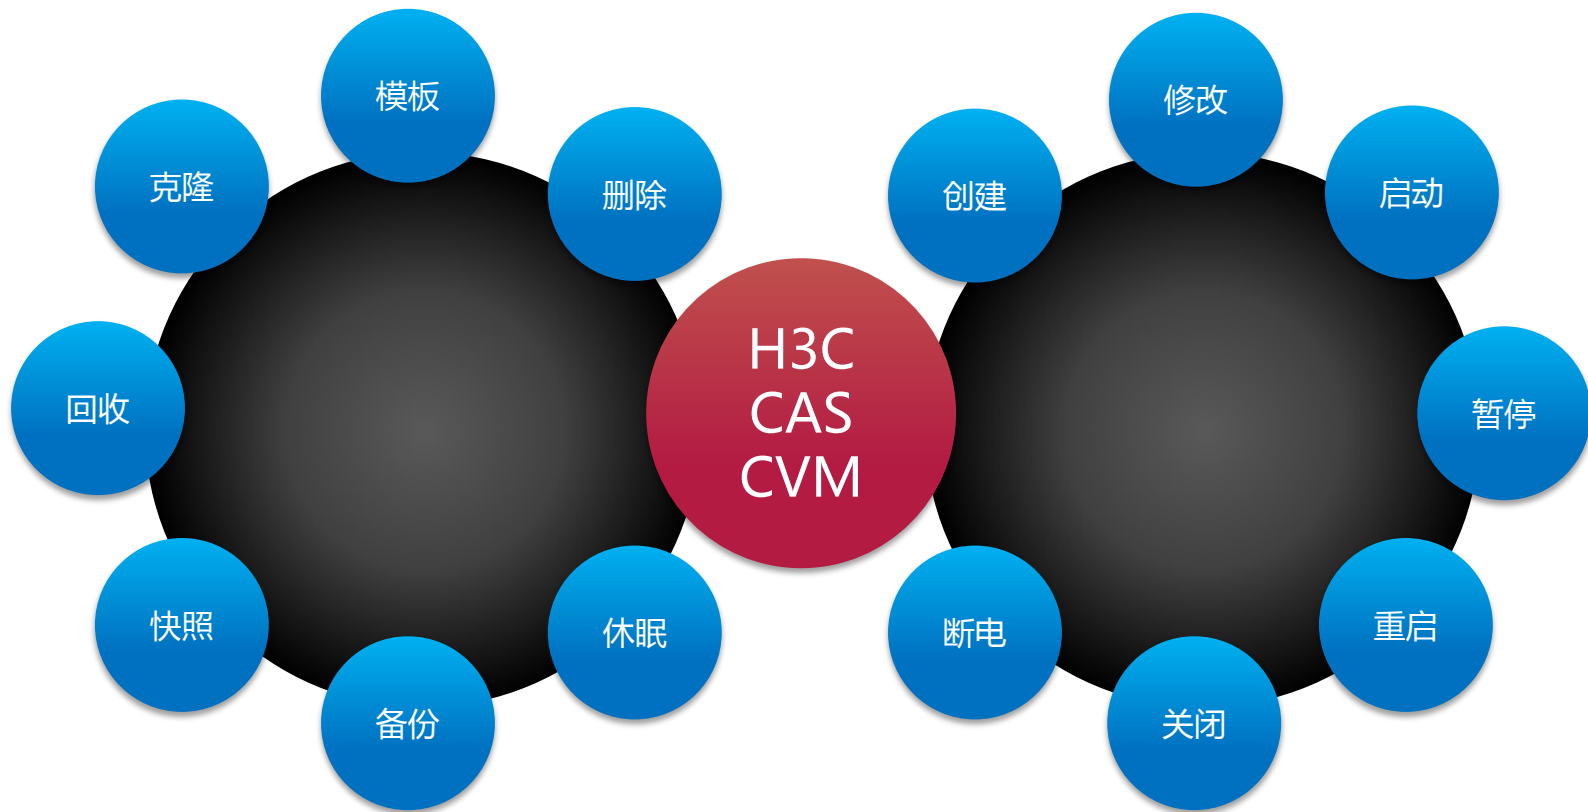 模板
修改
克隆
删除
创建
启动
H3C
CAS
CVM
回收
暂停
快照
休眠
断电
重启
备份
关闭